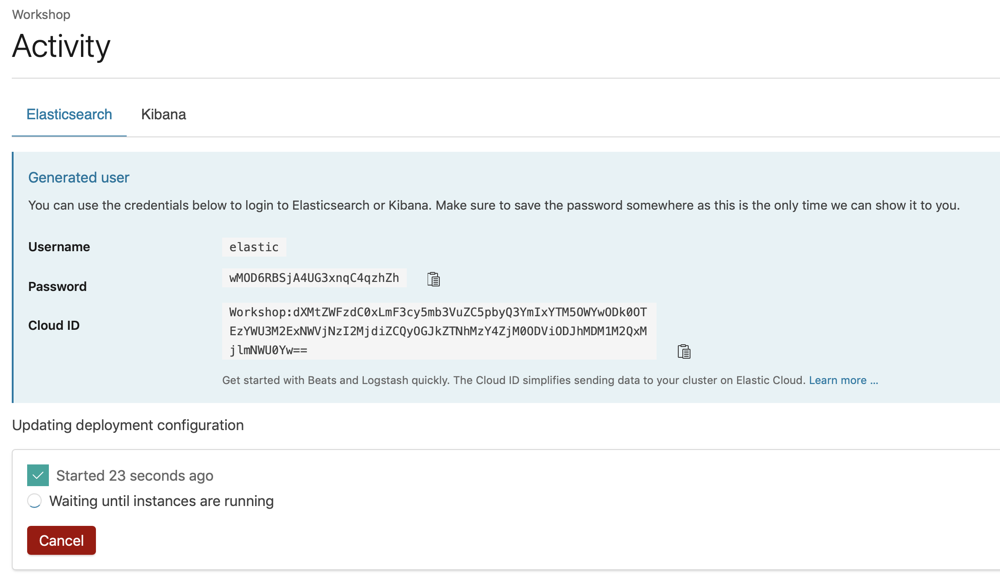 Workshop
Activity
Elasticsearch Kibana
Generated user
You can use the credentials below to login to Elasticsearch or Kibana. Make sure to save the password somewhere as this is the only time we can show it to you.
Username elastic
Password wMOD6RBSjA4UG3xnqC4qzhZh
Cloud ID
Workshop:dXMtZWFzdC0xLmF3cy5mb3VuZC5pbyQ3YmIxYTM5OWYwODk0OT
EzYWU3M2ExNWVjNzI2MjdiZCQyOGJkZTNhMzY4ZjM0ODViODJhMDM1M2QxM
jlmNWU0Yw==
Get started with Beats and Logstash quickly. The Cloud ID simplifies sending data to your cluster on Elastic Cloud. Learn more ...
Updating deployment configuration
Started 23 seconds ago
Waiting until instances are running
Cancel